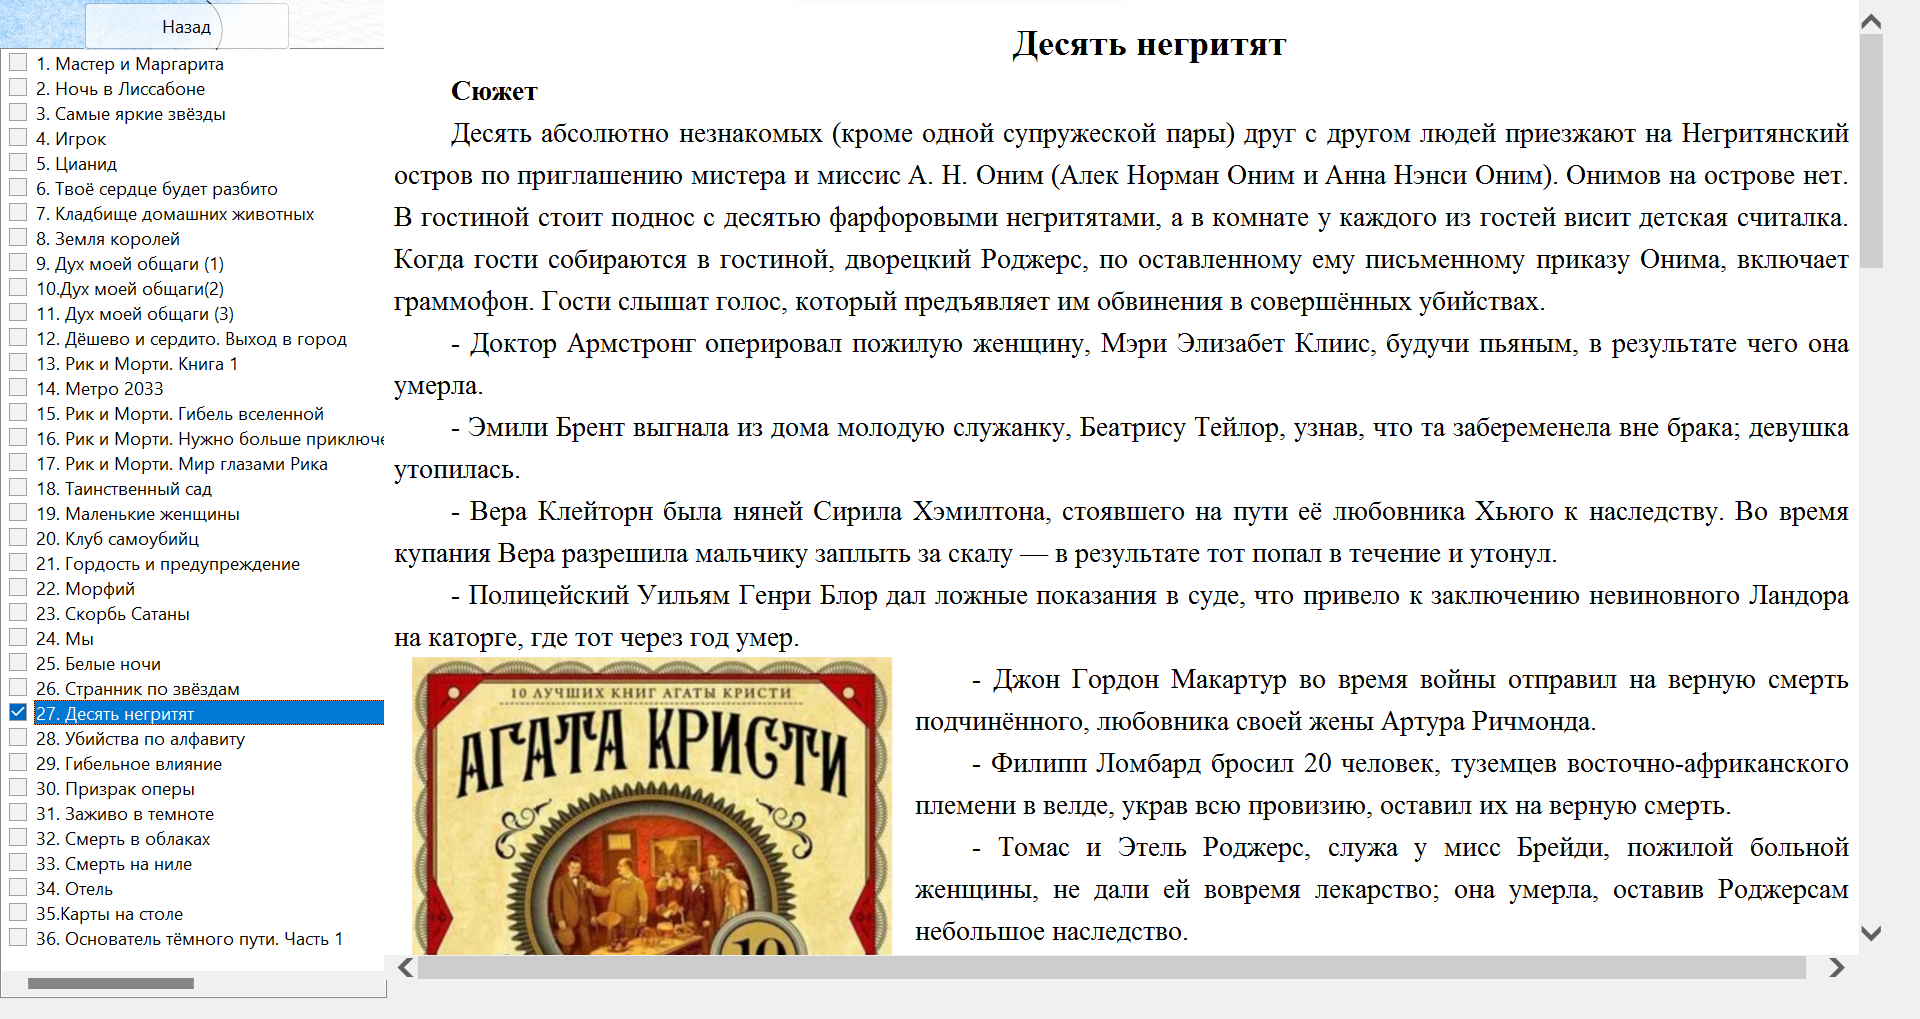 Назад
1. Мастер и Маргарита
2. Ночь в Лиссабоне
3. Самые яркие звёзды
4. Игрок
5. Цианид
6. Твоё сердце будет разбито
7. Кладбище домашних животных
8. Земля королей
9. Дух моей общаги (1)
10.Дух моей общаги(2)
11. Дух моей общаги (3)
12. Дёшево и сердито. Выход в город
13. Рик и Морти. Книга 1
14. Метро 2033
15. Рик и Морти. Гибель вселенной
16. Рик и Морти. Нужно больше приключе
17. Рик и Морти. Мир глазами Рика
18. Таинственный сад
19. Маленькие женщины
20. Клуб самоубийц
21. Гордость и предупреждение
22. Морфий
23. Скорбь Сатаны
24. Мы
25. Белые ночи
26. Странник по звёздам
27. Десять негритят
28. Убийства по алфавиту
29. Гибельное влияние
30. Призрак оперы
31. Заживо в темноте
32. Смерть в облаках
33. Смерть на ниле
34. Отель
35.Карты на столе
36. Основатель тёмного пути. Часть 1
Десять негритят
Сюжет
Десять абсолютно незнакомых (кроме одной супружеской пары) друг с другом людей приезжают на Негритянский
остров по приглашению мистера и миссис А. Н. Оним (Алек Норман Оним и Анна Нэнси Оним). Онимов на острове нет.
В гостиной стоит поднос с десятью фарфоровыми негритятами, а в комнате у каждого из гостей висит детская считалка.
Когда гости собираются в гостиной, дворецкий Роджерс, по оставленному ему письменному приказу Онима, включает
граммофон. Гости слышат голос, который предъявляет им обвинения в совершённых убийствах.
- Доктор Армстронг оперировал пожилую женщину, Мэри Элизабет Клиис, будучи пьяным, в результате чего она
умерла.
- Эмили Брент выгнала из дома молодую служанку, Беатрису Тейлор, узнав, что та забеременела вне брака; девушка
утопилась.
- Вера Клейторн была няней Сирила Хэмилтона, стоявшего на пути её любовника Хьюго к наследству. Во время
купания Вера разрешила мальчику заплыть за скалу — в результате тот попал в течение и утонул.
- Полицейский Уильям Генри Блор дал ложные показания в суде, что привело к заключению невиновного Ландора
на каторге, где тот через год умер.
10 ЛУЧШИХ КНИГ АГАТЫ КРИСТИ
АГАТА КРИСТИ
10
- Джон Гордон Макартур во время войны отправил на верную смерть
подчинённого, любовника своей жены Артура Ричмонда.
- Филипп Ломбард бросил 20 человек, туземцев восточно-африканского
племени в велде, украв всю провизию, оставил их на верную смерть.
- Томас и Этель Роджерс, служа у мисс Брейди, пожилой больной
женщины, не дали ей вовремя лекарство; она умерла, оставив Роджерсам
небольшое наследство.